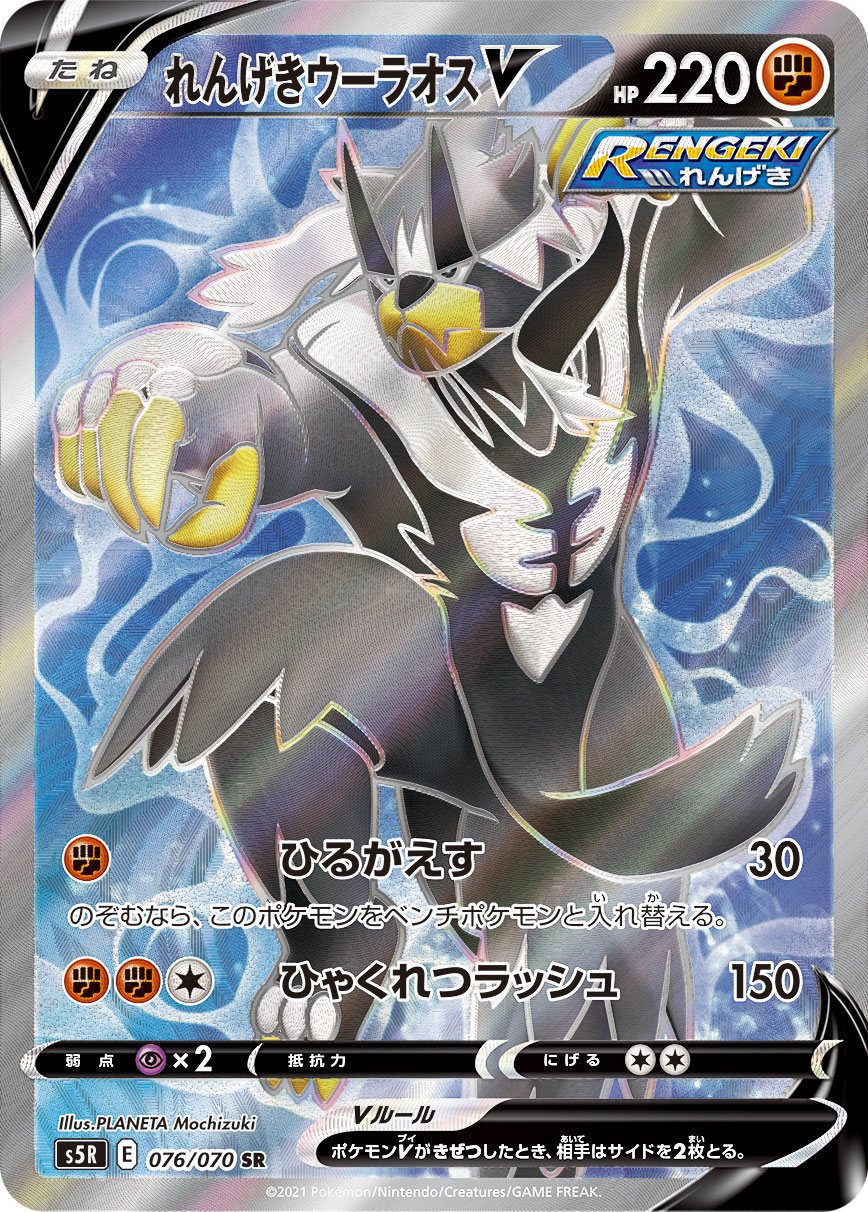 たね れんげきウーラオスV HP 220
RENGEKI
れんげき
ひるがえす 30
のぞむなら、このポケモンをベンチポケモンと入れ替える。
ひゃくれつラッシュ 150
弱点 ×2 抵抗力 にげる
Illus.PLANETA Mochizuki
Vルール
ポケモンVがきぜつしたとき、相手はサイドを2枚とる。
s5R E 076/070 SR
©2021 Pokémon/Nintendo/Creatures/GAME FREAK.